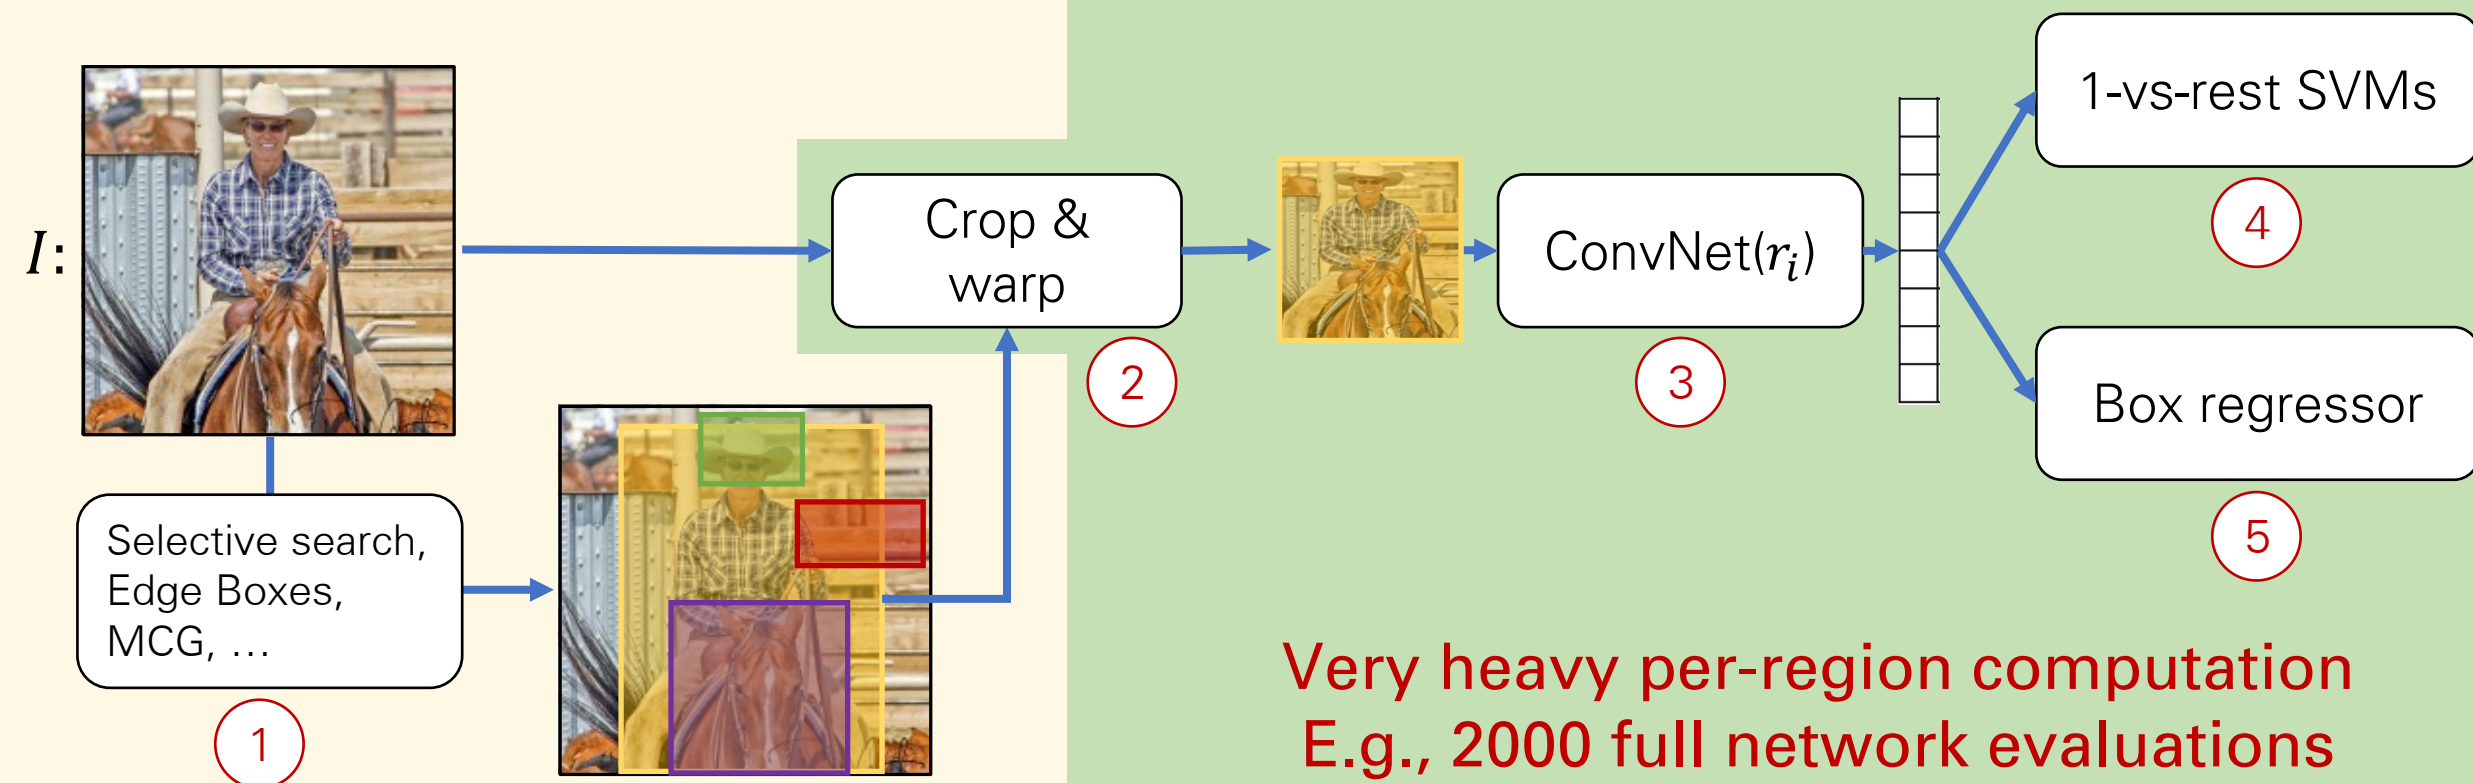 I:
Selective search,
Edge Boxes,
MCG, …
1
Crop &
warp
2
ConvNet(rᵢ)
3
1-vs-rest SVMs
4
Box regressor
5
Very heavy per-region computation
E.g., 2000 full network evaluations